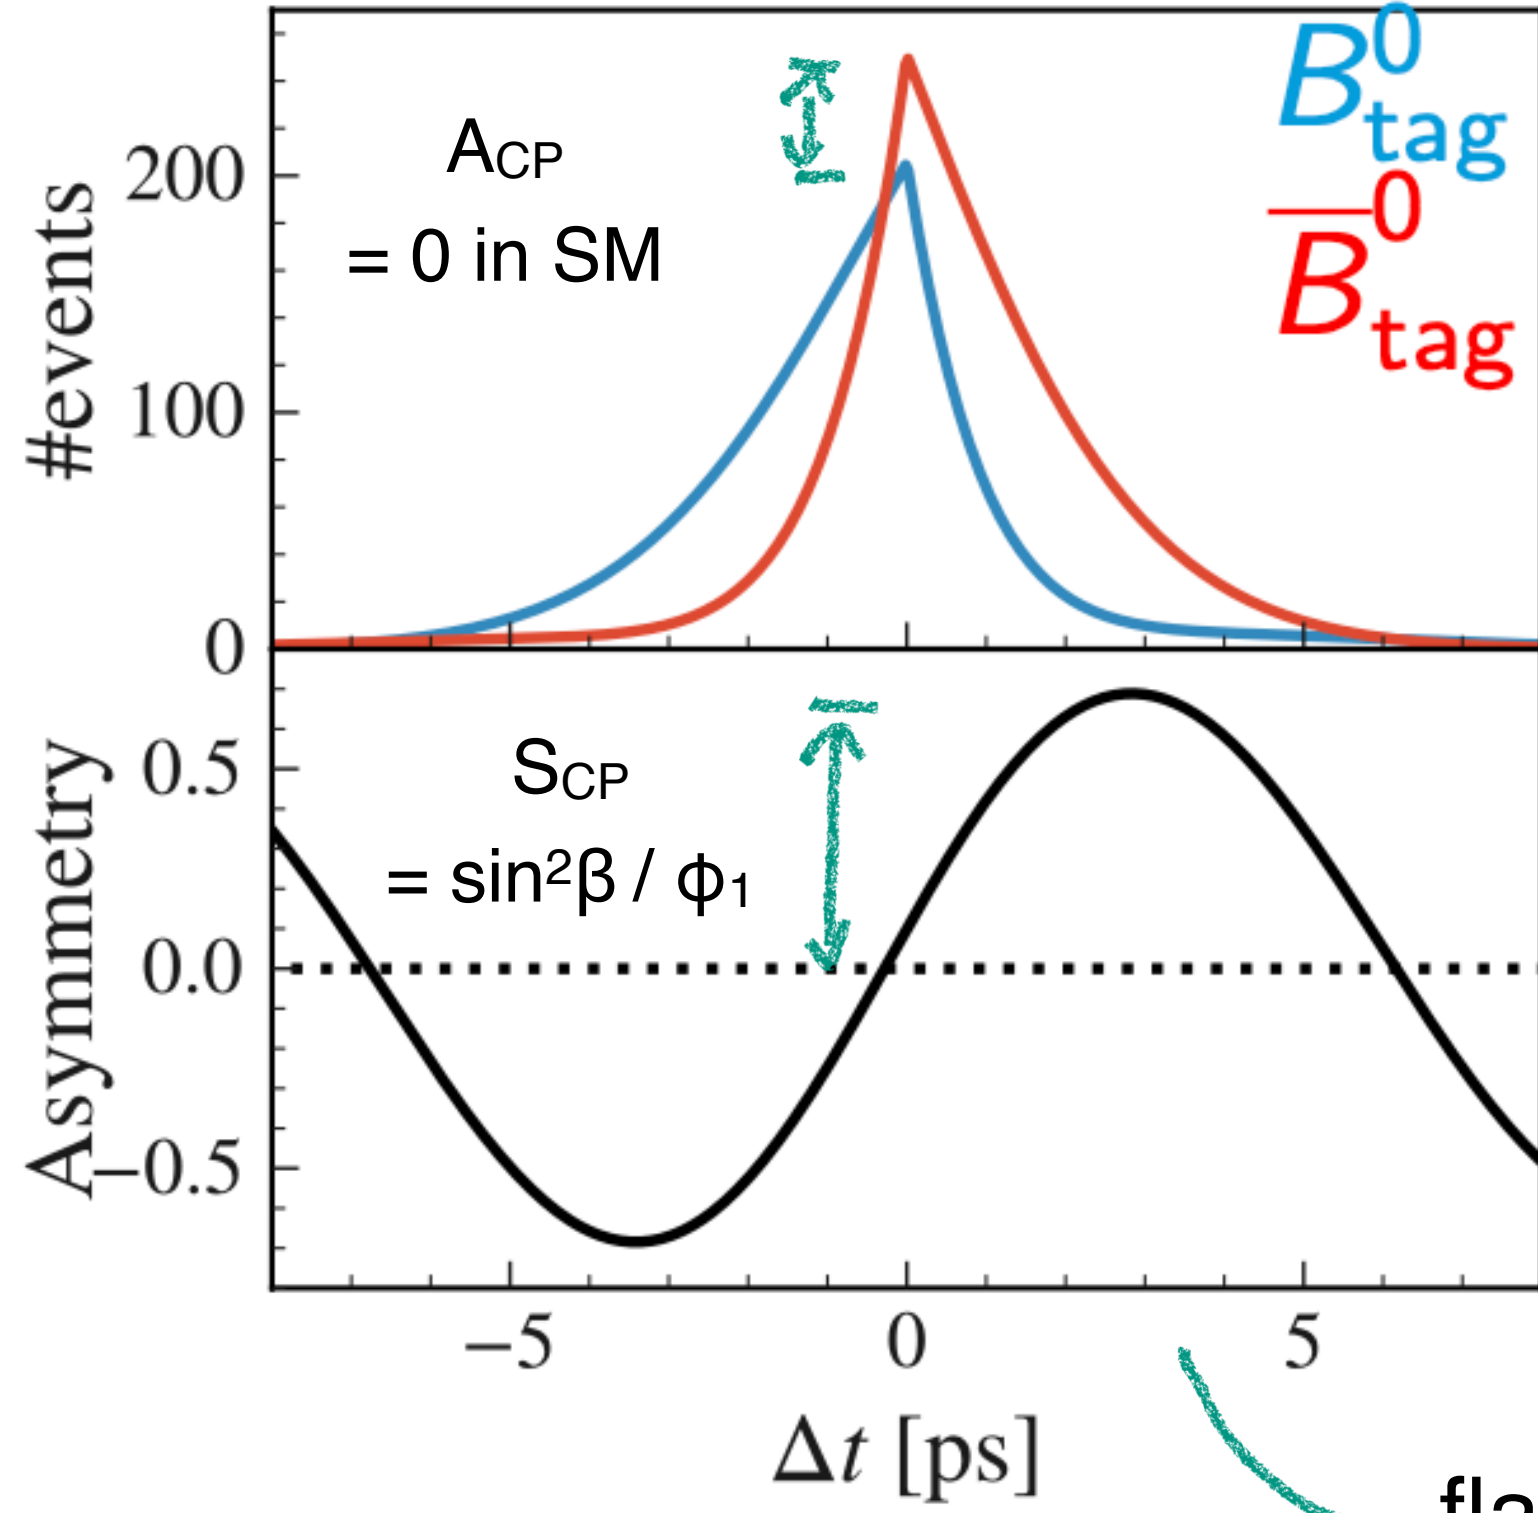 B⁰tag
B̅⁰tag
ACP
= 0 in SM
#events
200
100
0
SCP
= sin²β / ϕ₁
Asymmetry
0.5
0.0
−0.5
−5 0 5
Δt [ps]